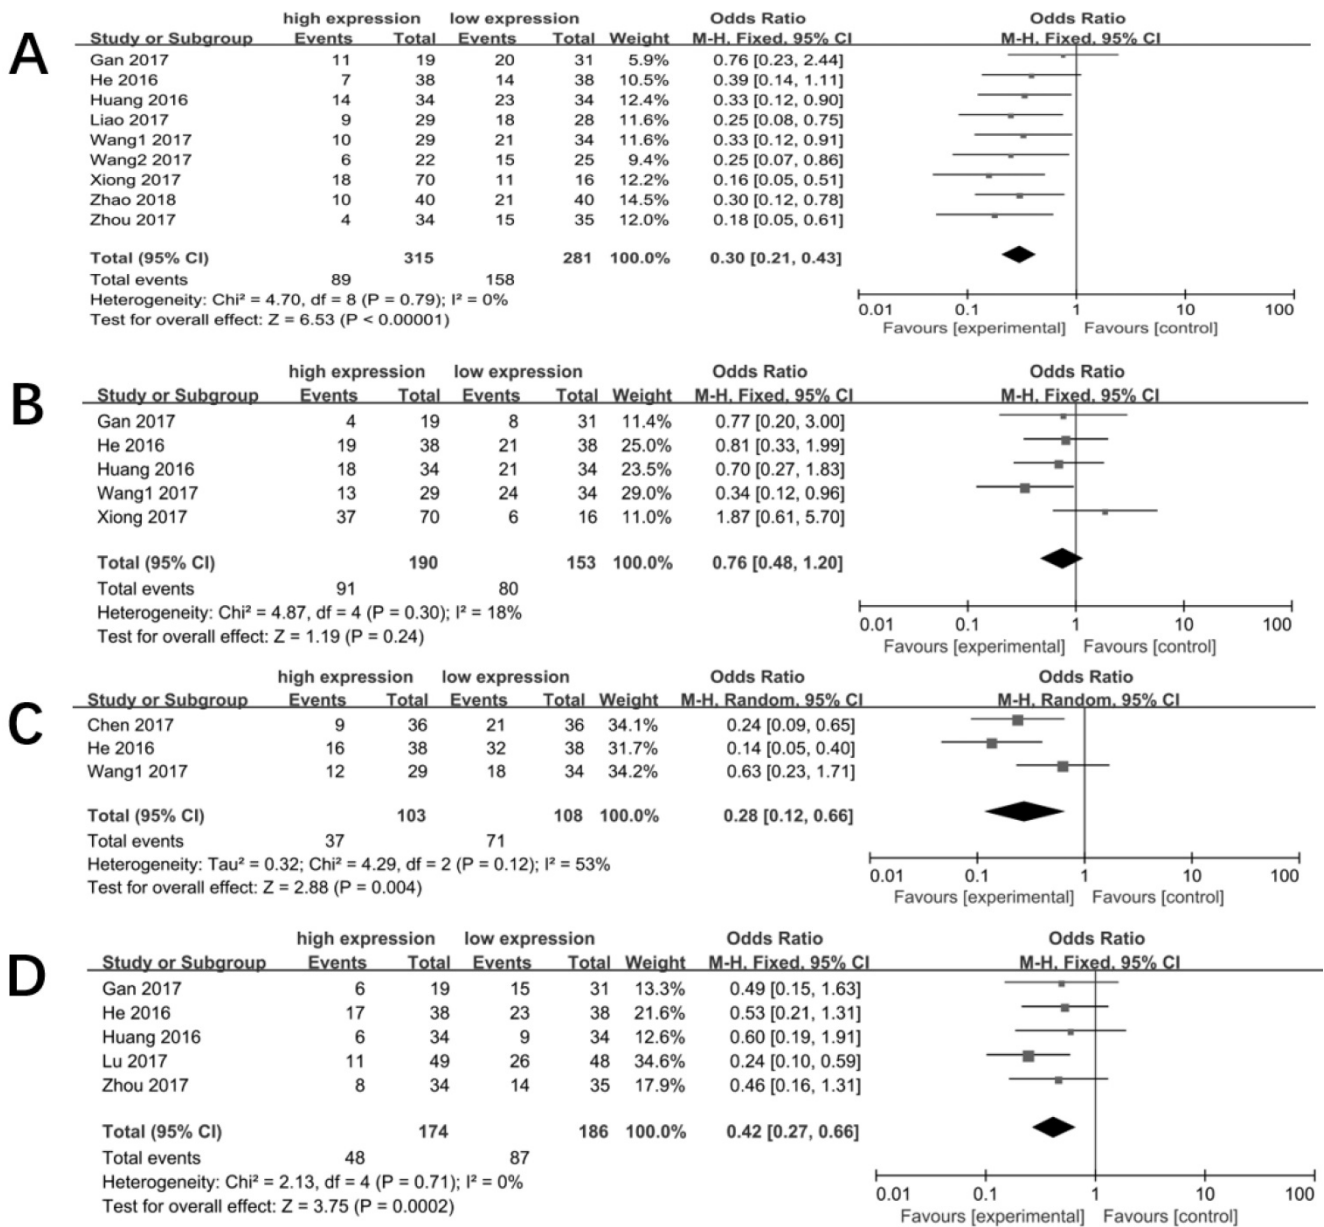 A
high expression low expression Odds Ratio Odds Ratio
Study or Subgroup Events Total Events Total Weight M-H, Fixed, 95% CI M-H, Fixed, 95% CI
Gan 2017 11 19 20 31 5.9% 0.76 [0.23, 2.44]
He 2016 7 38 14 38 10.5% 0.39 [0.14, 1.11]
Huang 2016 14 34 23 34 12.4% 0.33 [0.12, 0.90]
Liao 2017 9 29 18 28 11.6% 0.25 [0.08, 0.75]
Wang1 2017 10 29 21 34 11.6% 0.33 [0.12, 0.91]
Wang2 2017 6 22 15 25 9.4% 0.25 [0.07, 0.86]
Xiong 2017 18 70 11 16 12.2% 0.16 [0.05, 0.51]
Zhao 2018 10 40 21 40 14.5% 0.30 [0.12, 0.78]
Zhou 2017 4 34 15 35 12.0% 0.18 [0.05, 0.61]
Total (95% CI) 315 281 100.0% 0.30 [0.21, 0.43]
Total events 89 158
Heterogeneity: Chi² = 4.70, df = 8 (P = 0.79); I² = 0%
Test for overall effect: Z = 6.53 (P < 0.00001)
0.01 0.1 1 10 100
Favours [experimental] Favours [control]
B
high expression low expression Odds Ratio Odds Ratio
Study or Subgroup Events Total Events Total Weight M-H, Fixed, 95% CI M-H, Fixed, 95% CI
Gan 2017 4 19 8 31 11.4% 0.77 [0.20, 3.00]
He 2016 19 38 21 38 25.0% 0.81 [0.33, 1.99]
Huang 2016 18 34 21 34 23.5% 0.70 [0.27, 1.83]
Wang1 2017 13 29 24 34 29.0% 0.34 [0.12, 0.96]
Xiong 2017 37 70 6 16 11.0% 1.87 [0.61, 5.70]
Total (95% CI) 190 153 100.0% 0.76 [0.48, 1.20]
Total events 91 80
Heterogeneity: Chi² = 4.87, df = 4 (P = 0.30); I² = 18%
Test for overall effect: Z = 1.19 (P = 0.24)
0.01 0.1 1 10 100
Favours [experimental] Favours [control]
C
high expression low expression Odds Ratio Odds Ratio
Study or Subgroup Events Total Events Total Weight M-H, Random, 95% CI M-H, Random, 95% CI
Chen 2017 9 36 21 36 34.1% 0.24 [0.09, 0.65]
He 2016 16 38 32 38 31.7% 0.14 [0.05, 0.40]
Wang1 2017 12 29 18 34 34.2% 0.63 [0.23, 1.71]
Total (95% CI) 103 108 100.0% 0.28 [0.12, 0.66]
Total events 37 71
Heterogeneity: Tau² = 0.32; Chi² = 4.29, df = 2 (P = 0.12); I² = 53%
Test for overall effect: Z = 2.88 (P = 0.004)
0.01 0.1 1 10 100
Favours [experimental] Favours [control]
D
high expression low expression Odds Ratio Odds Ratio
Study or Subgroup Events Total Events Total Weight M-H, Fixed, 95% CI M-H, Fixed, 95% CI
Gan 2017 6 19 15 31 13.3% 0.49 [0.15, 1.63]
He 2016 17 38 23 38 21.6% 0.53 [0.21, 1.31]
Huang 2016 6 34 9 34 12.6% 0.60 [0.19, 1.91]
Lu 2017 11 49 26 48 34.6% 0.24 [0.10, 0.59]
Zhou 2017 8 34 14 35 17.9% 0.46 [0.16, 1.31]
Total (95% CI) 174 186 100.0% 0.42 [0.27, 0.66]
Total events 48 87
Heterogeneity: Chi² = 2.13, df = 4 (P = 0.71); I² = 0%
Test for overall effect: Z = 3.75 (P = 0.0002)
0.01 0.1 1 10 100
Favours [experimental] Favours [control]